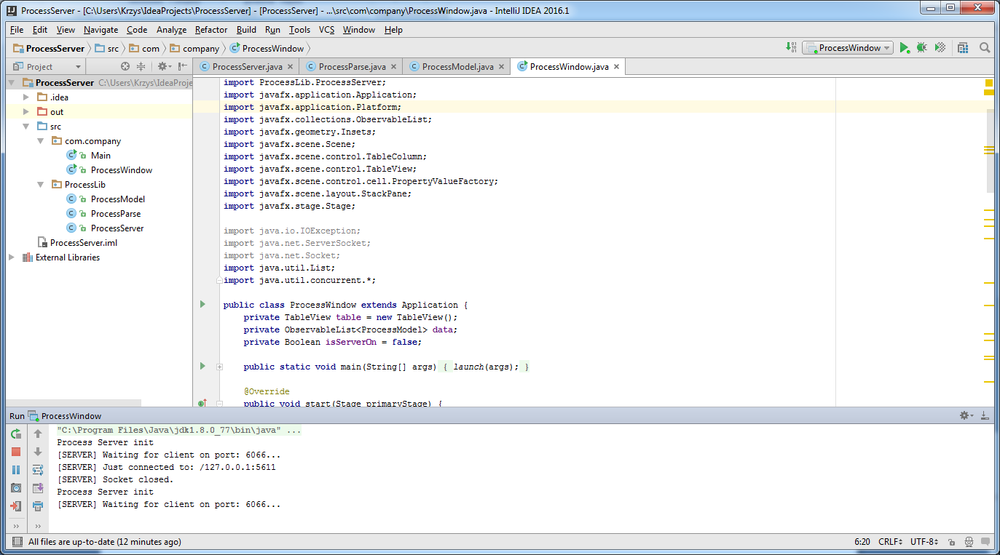 ProcessServer - [C:\Users\Krzys\IdeaProjects\ProcessServer] - [ProcessServer] - ...\src\com\company\ProcessWindow.java - IntelliJ IDEA 2016.1
File Edit View Navigate Code Analyze Refactor Build Run Tools VCS Window Help
ProcessServer src com company ProcessWindow ProcessWindow
Project
ProcessServer.java ProcessParse.java ProcessModel.java ProcessWindow.java
ProcessServer C:\Users\Krzys\IdeaProje
.idea
out
src
com.company
Main
ProcessWindow
ProcessLib
ProcessModel
ProcessParse
ProcessServer
ProcessServer.iml
External Libraries
import ProcessLib.ProcessServer;
import javafx.application.Application;
import javafx.application.Platform;
import javafx.collections.ObservableList;
import javafx.geometry.Insets;
import javafx.scene.Scene;
import javafx.scene.control.TableColumn;
import javafx.scene.control.TableView;
import javafx.scene.control.cell.PropertyValueFactory;
import javafx.scene.layout.StackPane;
import javafx.stage.Stage;
import java.io.IOException;
import java.net.ServerSocket;
import java.net.Socket;
import java.util.List;
import java.util.concurrent.*;
public class ProcessWindow extends Application {
private TableView table = new TableView();
private ObservableList<ProcessModel> data;
private Boolean isServerOn = false;
public static void main(String[] args) { launch(args); }
@Override
public void start(Stage primaryStage) {
Run ProcessWindow
"C:\Program Files\Java\jdk1.8.0_77\bin\java" ...
Process Server init
[SERVER] Waiting for client on port: 6066...
[SERVER] Just connected to: /127.0.0.1:5611
[SERVER] Socket closed.
Process Server init
[SERVER] Waiting for client on port: 6066...
All files are up-to-date (12 minutes ago) 6:20 CRLF UTF-8